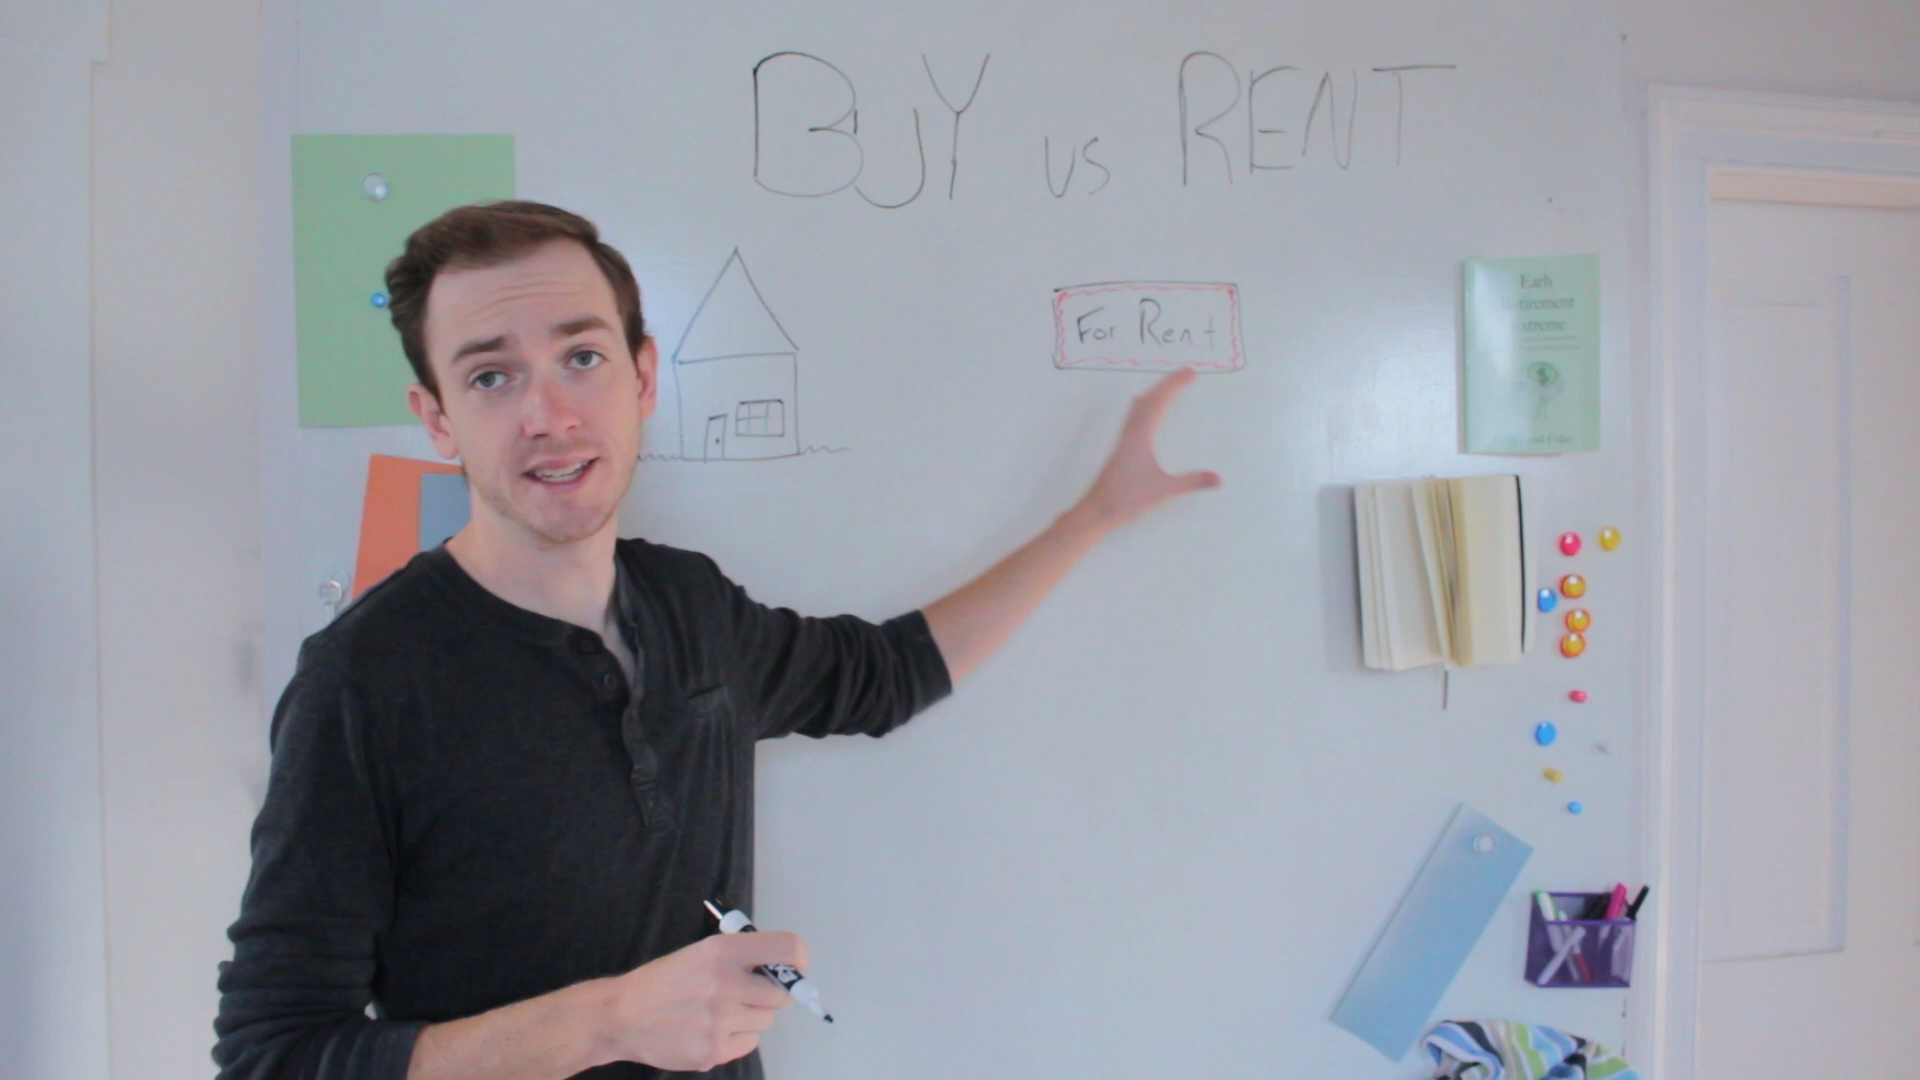 BUY vs RENT
For Rent
Early
Retirement
Extreme